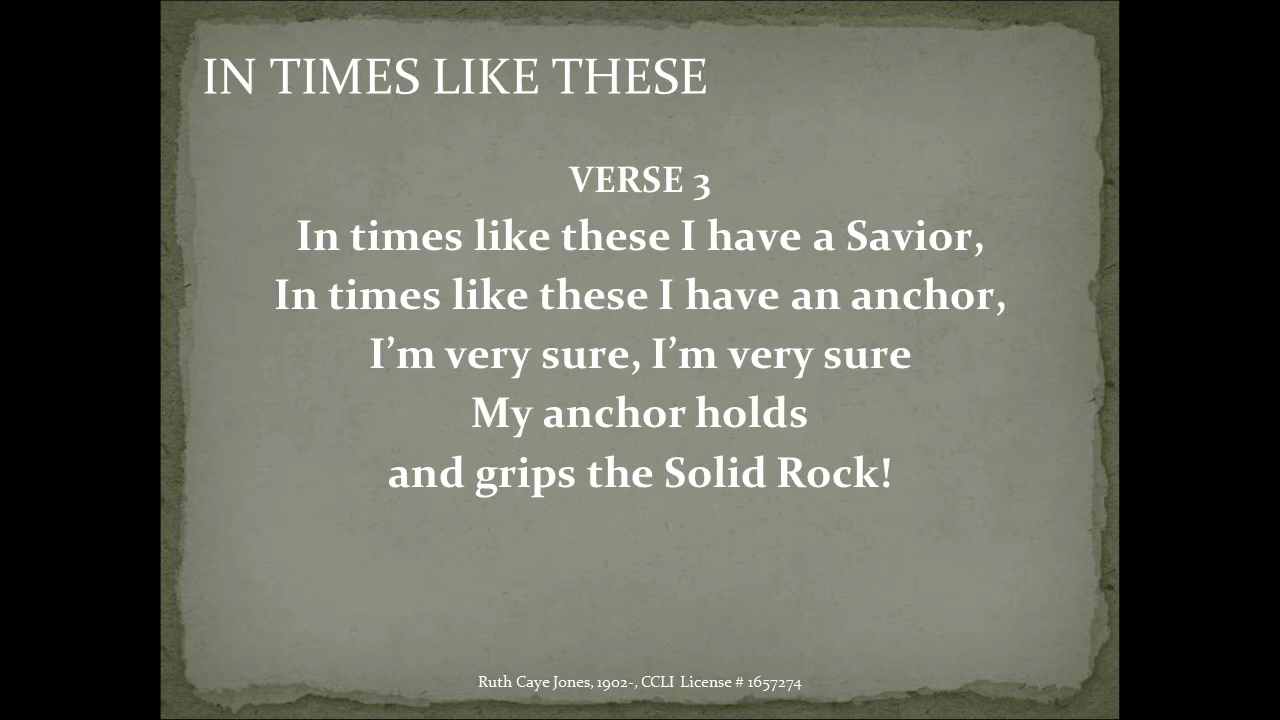 IN TIMES LIKE THESE
VERSE 3
In times like these I have a Savior,
In times like these I have an anchor,
I’m very sure, I’m very sure
My anchor holds
and grips the Solid Rock!
Ruth Caye Jones, 1902-, CCLI License # 1657274